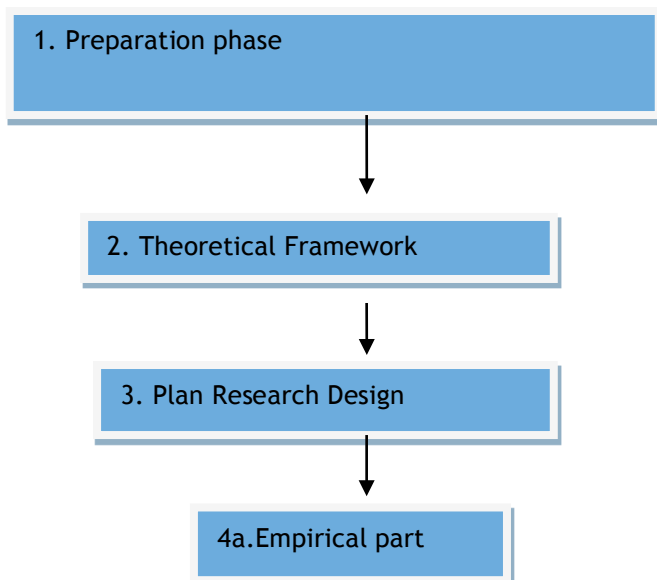 1. Preparation phase
2. Theoretical Framework
3. Plan Research Design
4a.Empirical part